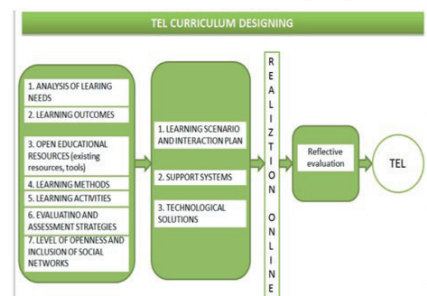 TEL CURRICULUM DESIGNING
1. ANALYSIS OF LEARING
NEEDS
2. LEARNING OUTCOMES
3. OPEN EDUCATIONAL
RESOURCES (existing
resources, tools)
4. LEARNING METHODS
5. LEARNING ACTIVITIES
6. EVALUATINO AND
ASSESSMENT STRATEGIES
7. LEVEL OF OPENNESS AND
INCLUSION OF SOCIAL
NETWORKS
1. LEARNING SCENARIO
AND INTERACTION PLAN
2. SUPPORT SYSTEMS
3. TECHNOLOGICAL
SOLUTIONS
REALIZTION ONLINE
Reflective
evaluation
TEL